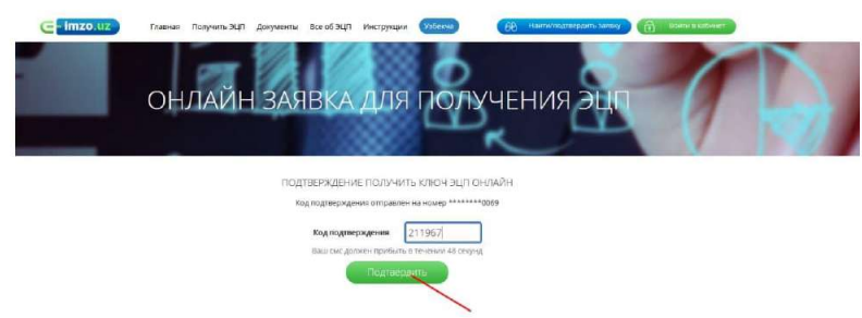 E-imzo.uz
Главная Получить ЭЦП Документы Все об ЭЦП Инструкции Узбекча Найти/подтвердить заявку Войти в кабинет
ОНЛАЙН ЗАЯВКА ДЛЯ ПОЛУЧЕНИЯ ЭЦП
ПОДТВЕРЖДЕНИЕ ПОЛУЧИТЬ КЛЮЧ ЭЦП ОНЛАЙН
Код подтверждения отправлен на номер ********0069
Код подтверждения 211967
Ваш смс должен прибыть в течении 48 секунд
Подтвердить